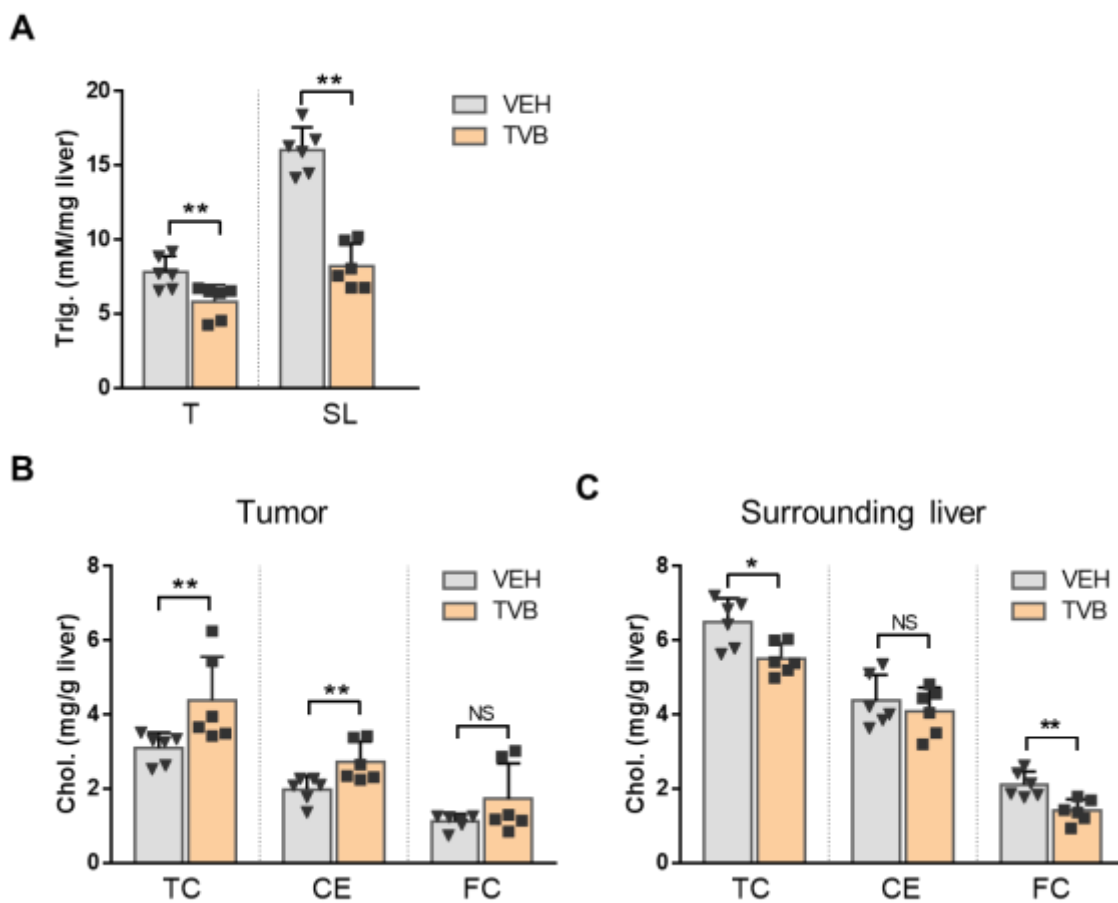 A
20
15
10
5
0
Trig. (mM/mg liver)
**
**
T
SL
VEH
TVB
B
Tumor
8
6
4
2
0
Chol. (mg/g liver)
**
**
NS
TC
CE
FC
VEH
TVB
C
Surrounding liver
8
6
4
2
0
Chol. (mg/g liver)
*
NS
**
TC
CE
FC
VEH
TVB